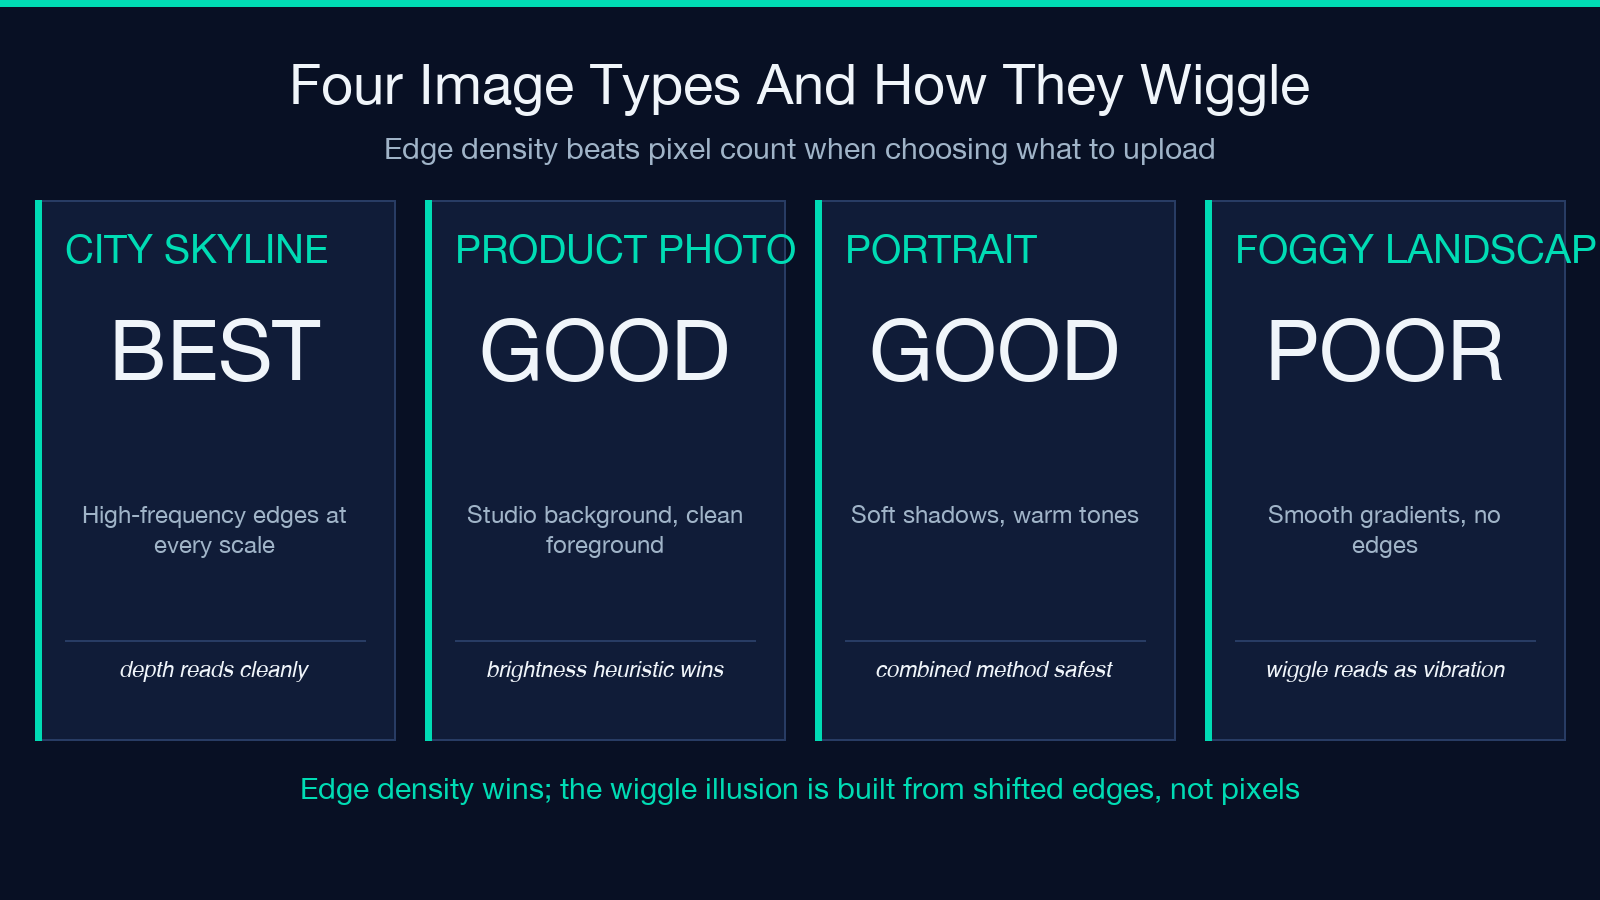 Four Image Types And How They Wiggle
Edge density beats pixel count when choosing what to upload
CITY SKYLINE
BEST
High-frequency edges at
every scale
depth reads cleanly
PRODUCT PHOTO
GOOD
Studio background, clean
foreground
brightness heuristic wins
PORTRAIT
GOOD
Soft shadows, warm tones
combined method safest
FOGGY LANDSCAP
POOR
Smooth gradients, no
edges
wiggle reads as vibration
Edge density wins; the wiggle illusion is built from shifted edges, not pixels